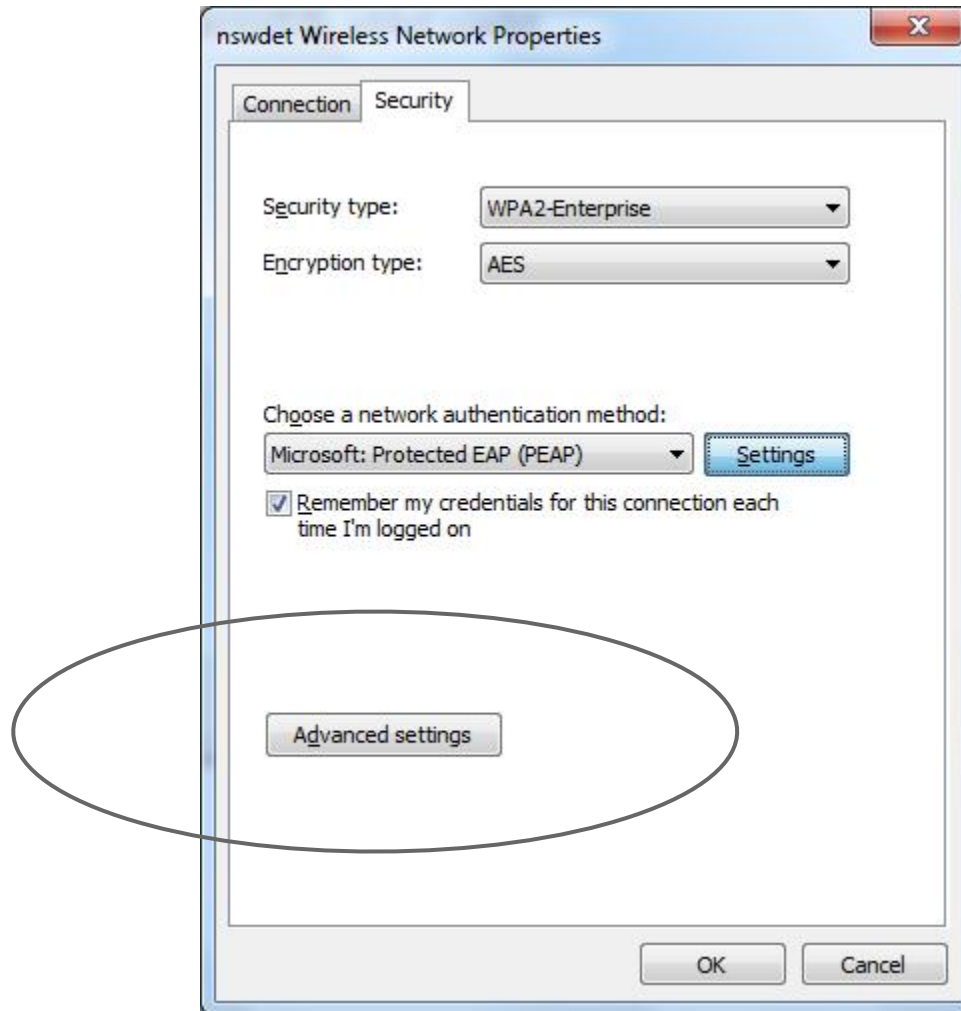 nswdet Wireless Network Properties
Connection Security
Security type: WPA2-Enterprise
Encryption type: AES
Choose a network authentication method:
Microsoft: Protected EAP (PEAP) Settings
Remember my credentials for this connection each
time I'm logged on
Advanced settings
OK Cancel